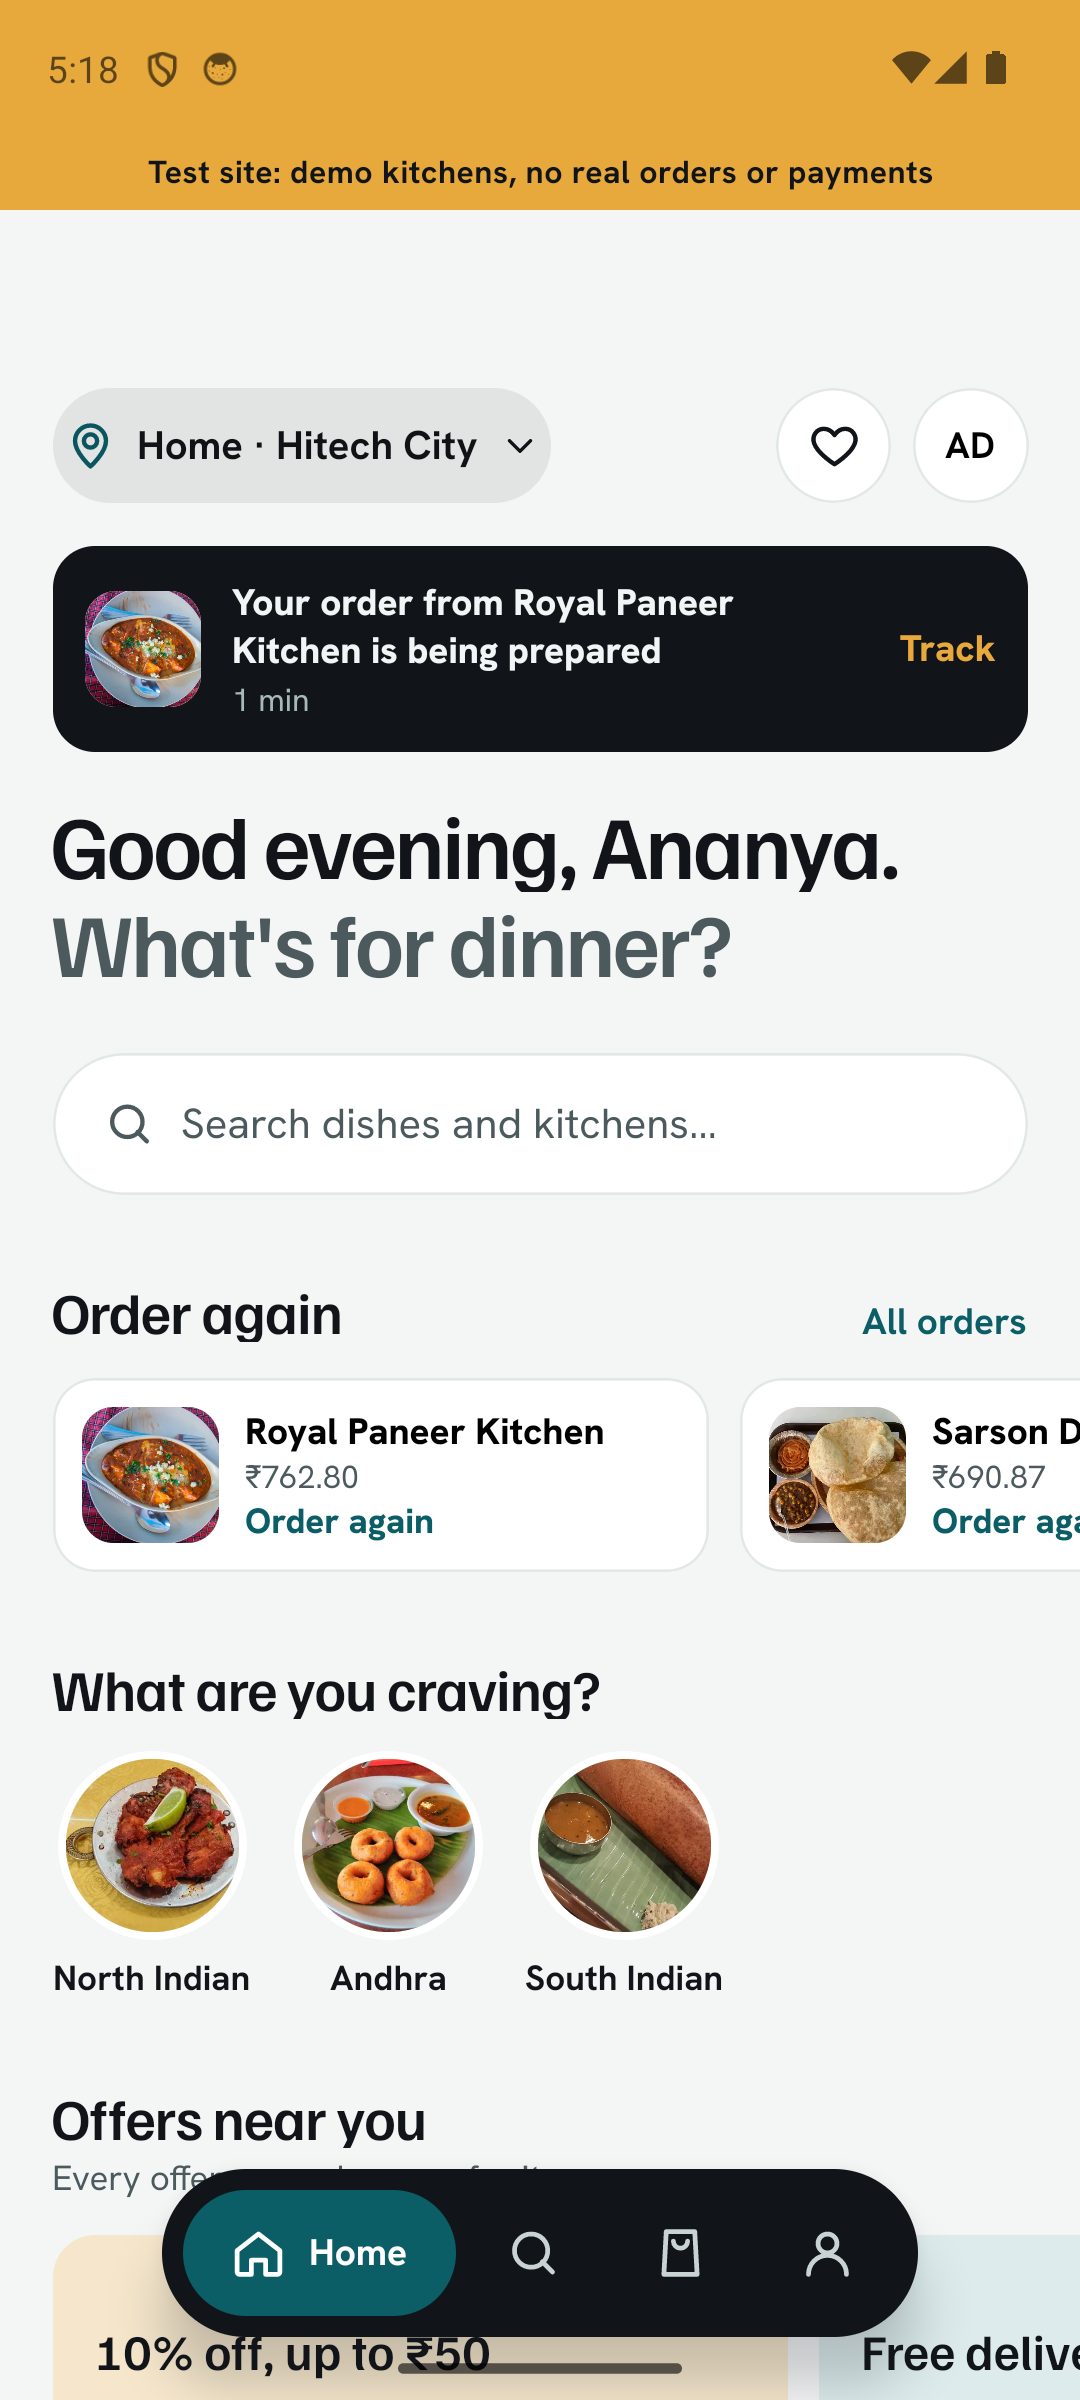 5:18
Test site: demo kitchens, no real orders or payments
Home · Hitech City
AD
Your order from Royal Paneer
Kitchen is being prepared
1 min
Track
Good evening, Ananya.
What's for dinner?
Search dishes and kitchens...
Order again
All orders
Royal Paneer Kitchen
₹762.80
Order again
Sarson
₹690.87
Order
What are you craving?
North Indian
Andhra
South Indian
Offers near you
Every
Home
10% off, up to ₹50
Free